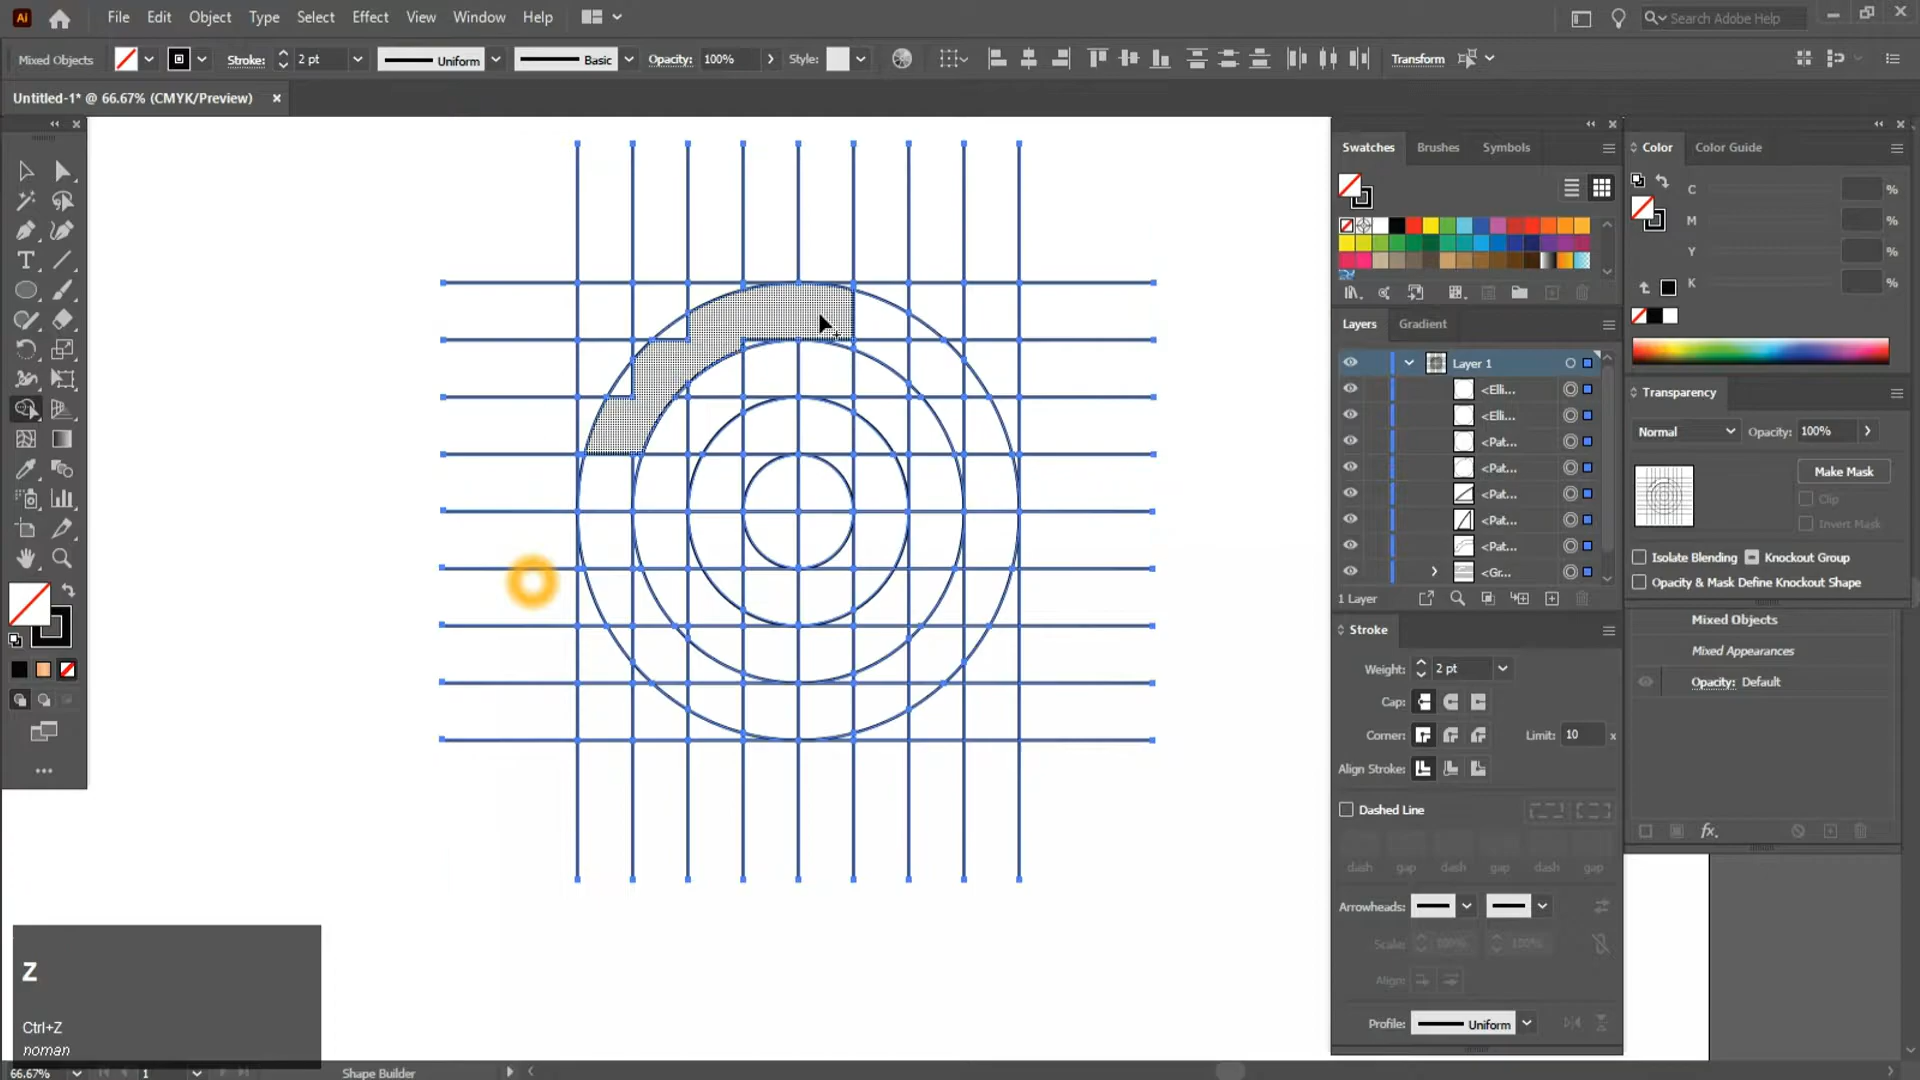 Ai File Edit Object Type Select Effect View Window Help Search Adobe Help
Mixed Objects Stroke: 2 pt Uniform Basic Opacity: 100% Style: Transform
Untitled-1* @ 66.67% (CMYK/Preview)
Swatches Brushes Symbols
Color Color Guide
C %
M %
Y %
K %
Layers Gradient
Layer 1
<Elli...
<Elli...
<Pat...
<Pat...
<Pat...
<Pat...
<Pat...
<Gr...
1 Layer
Transparency
Normal Opacity: 100%
Make Mask
Clip
Invert Mask
Isolate Blending Knockout Group
Opacity & Mask Define Knockout Shape
Mixed Objects
Mixed Appearances
Opacity: Default
fx.
Stroke
Weight: 2 pt
Cap:
Corner: Limit: 10 x
Align Stroke:
Dashed Line
dash gap dash gap dash gap
Arrowheads:
Scale: 100% 100%
Align:
Profile: Uniform
Z
Ctrl+Z
noman
66.67% 1 Shape Builder